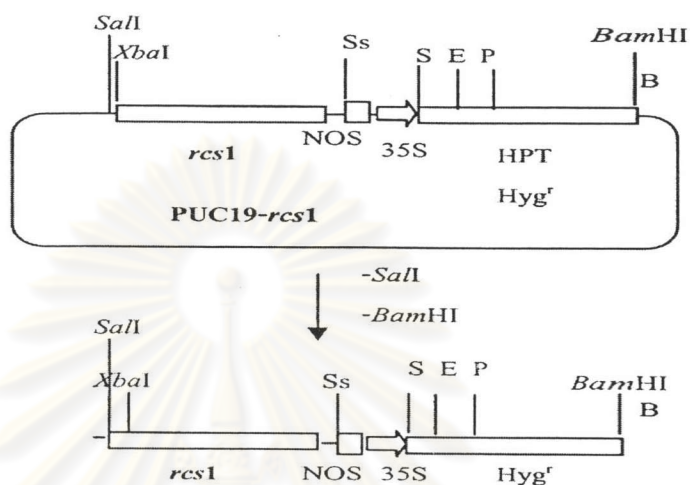 SalI
XbaI
Ss
S E P
BamHI
B
NOS
35S
rcs1
HPT
Hygʳ
PUC19-rcs1
-SalI
-BamHI
SalI
XbaI
Ss
S E P
BamHI
B
rcs1
NOS
35S
Hygʳ